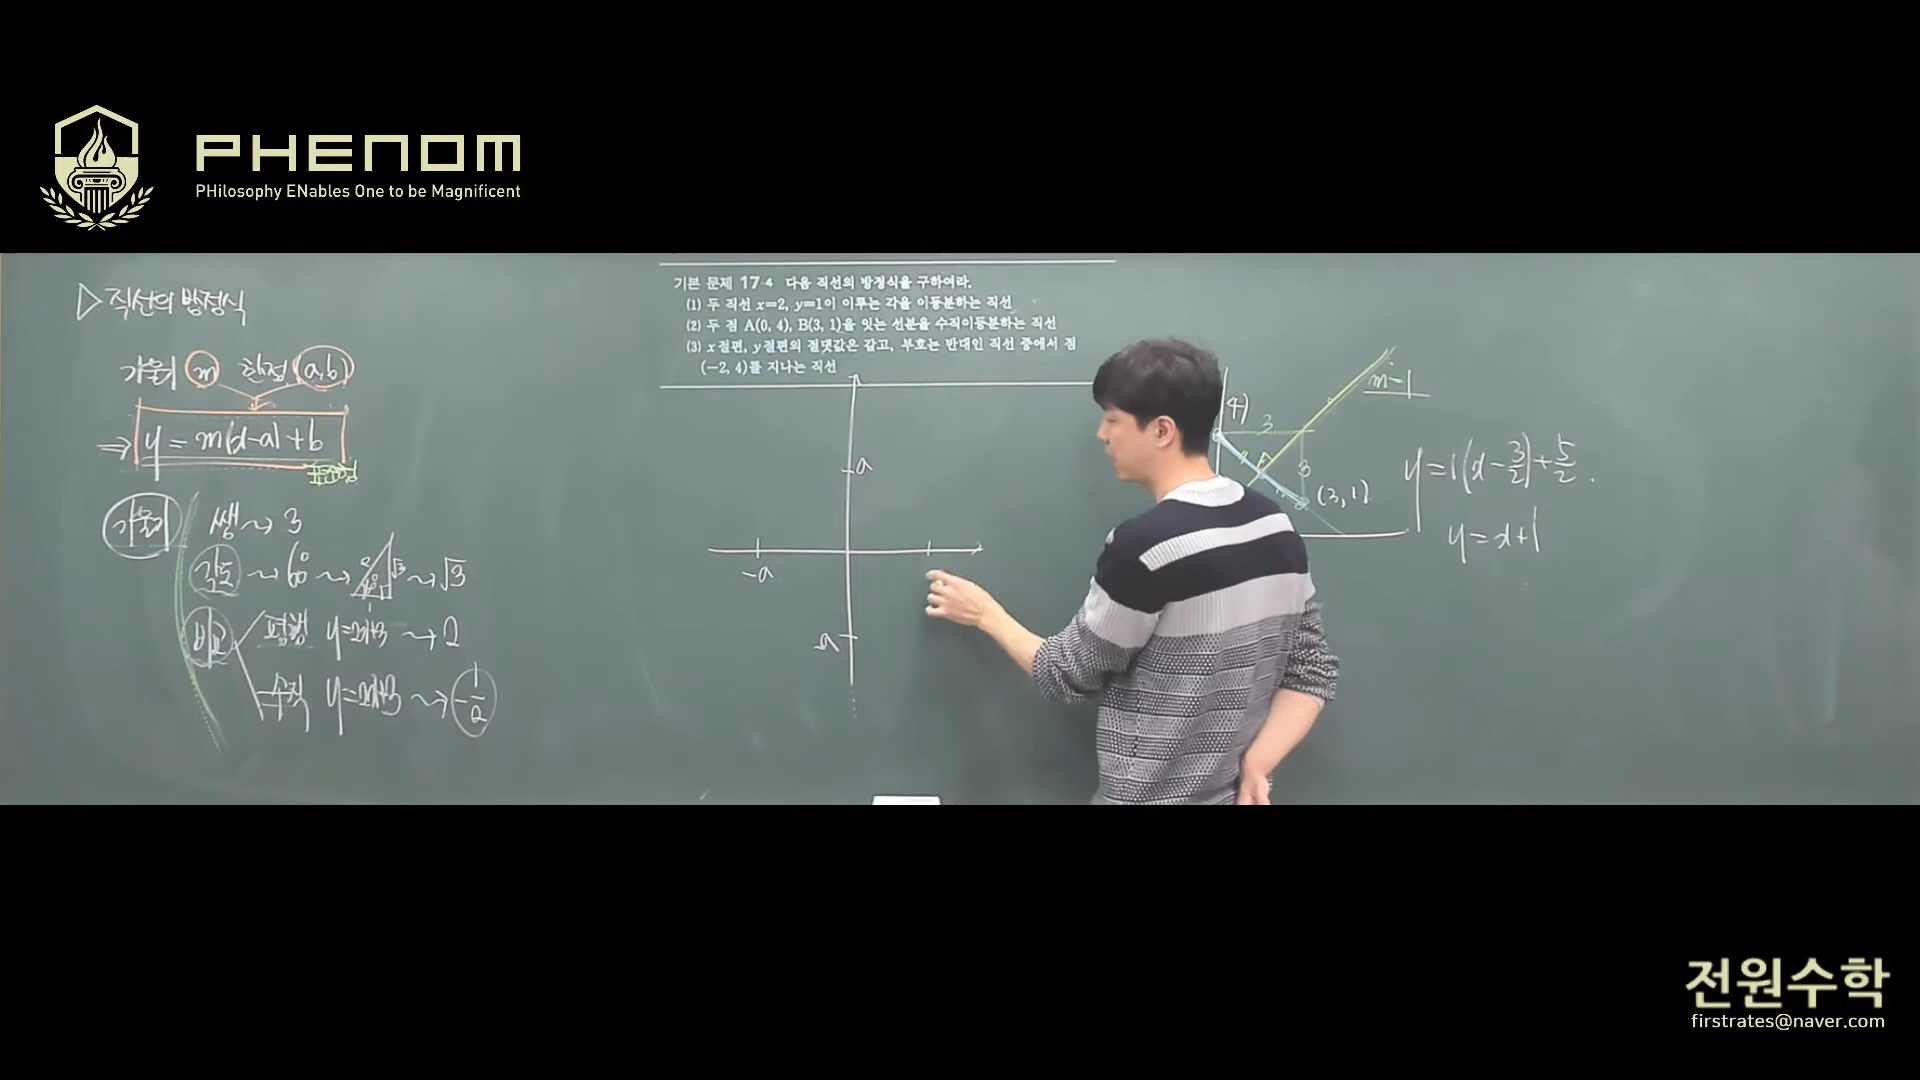 PHENOM
PHilosophy ENables One to be Magnificent
▷ 직선의 방정식
기울기 m 한점 (a,b)
⇒ y = m(x-a)+b
기울기
쌩 → 3
각도 → 60° → √3 1 → √3
비교
평행 y=2x+3 → 2
수직 y=2x+3 → -1/2
기본 문제 17·4 다음 직선의 방정식을 구하여라.
(1) 두 직선 x=2, y=1이 이루는 각을 이등분하는 직선
(2) 두 점 A(0, 4), B(3, 1)을 잇는 선분을 수직이등분하는 직선
(3) x절편, y절편의 절댓값은 같고, 부호는 반대인 직선 중에서 점
(-2, 4)를 지나는 직선
a
-a
-a
4)
3
3
(3, 1)
m=1
y=1(x-3/2)+5/2.
y=x+1
전원수학
firstrates@naver.com